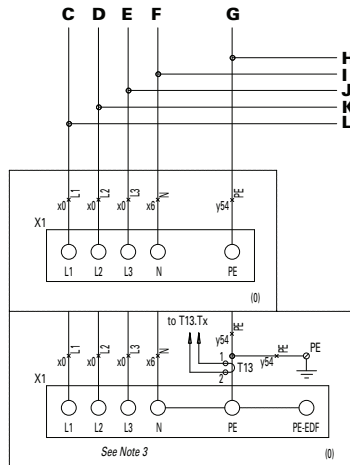 C D E F G
H
I
J
K
L
x0 L1 x0 L2 x0 L3 x6 N y54 PE
X1
L1 L2 L3 N PE
(0)
to T13.Tx
x0 L1 x0 L2 x0 L3 x6 N y54 PE
1 y54 PE PE
T13
2
X1
L1 L2 L3 N PE PE-EDF
See Note 3 (0)